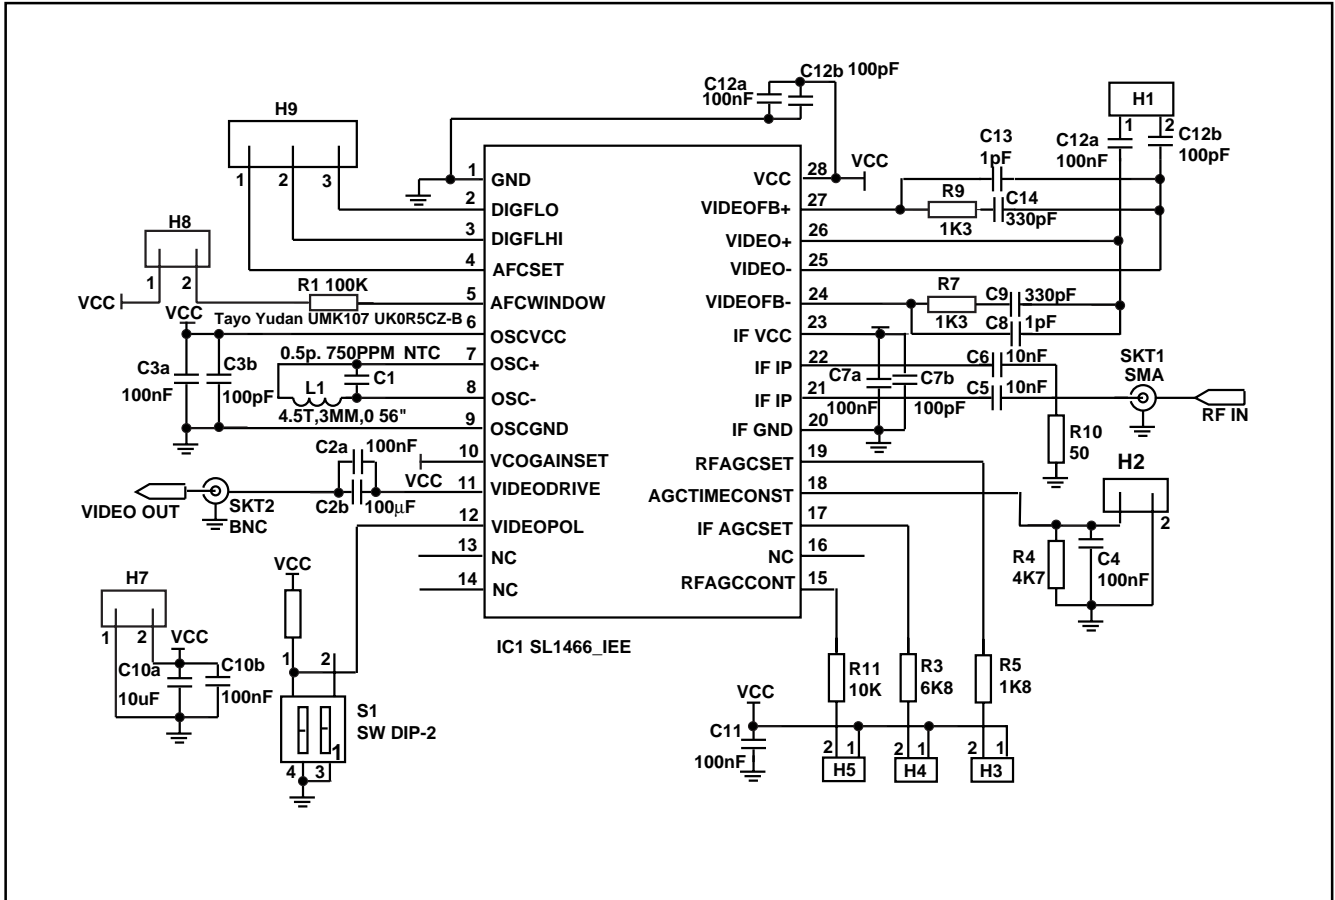 C12b 100pF
C12a
100nF
H9
1
2
3
H1
1
2
C12a
100nF
C12b
100pF
C13
1pF
H8
1
2
VCC
R1 100K
VCC
Tayo Yudan UMK107 UK0R5CZ-B
C3a
100nF
C3b
100pF
0.5p. 750PPM NTC
L1
C1
4.5T,3MM,0 56"
C2a
100nF
C2b
100µF
VCC
VIDEO OUT
SKT2
BNC
1
GND
2
DIGFLO
3
DIGFLHI
4
AFCSET
5
AFCWINDOW
6
OSCVCC
7
OSC+
8
OSC-
9
OSCGND
10
VCOGAINSET
11
VIDEODRIVE
12
VIDEOPOL
13
NC
14
NC
VCC
28
VCC
VIDEOFB+
27
VIDEO+
26
VIDEO-
25
VIDEOFB-
24
IF VCC
23
IF IP
22
IF IP
21
IF GND
20
RFAGCSET
19
AGCTIMECONST
18
IF AGCSET
17
NC
16
RFAGCCONT
15
R9
1K3
C14
330pF
R7
1K3
C9
330pF
C8
1pF
C6
10nF
C5
10nF
C7a
100nF
C7b
100pF
SKT1
SMA
RF IN
R10
50
H2
2
R4
4K7
C4
100nF
IC1 SL1466_IEE
H7
1
2
VCC
C10a
10uF
C10b
100nF
VCC
1
2
S1
SW DIP-2
1
4
3
VCC
C11
100nF
R11
10K
R3
6K8
R5
1K8
2
1
H5
2
1
H4
2
1
H3